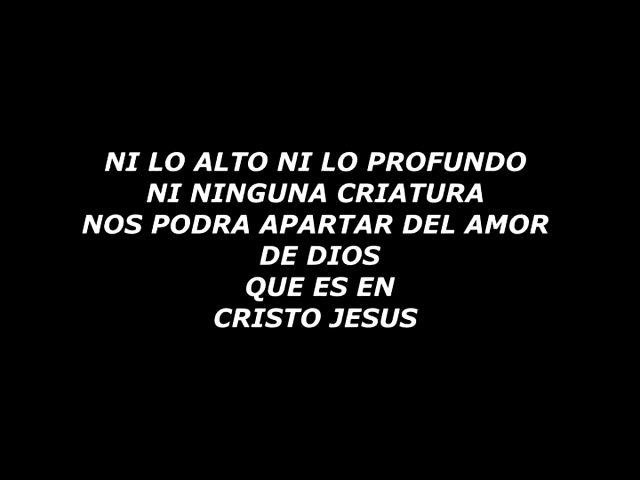 NI LO ALTO NI LO PROFUNDO
NI NINGUNA CRIATURA
NOS PODRA APARTAR DEL AMOR
DE DIOS
QUE ES EN
CRISTO JESUS